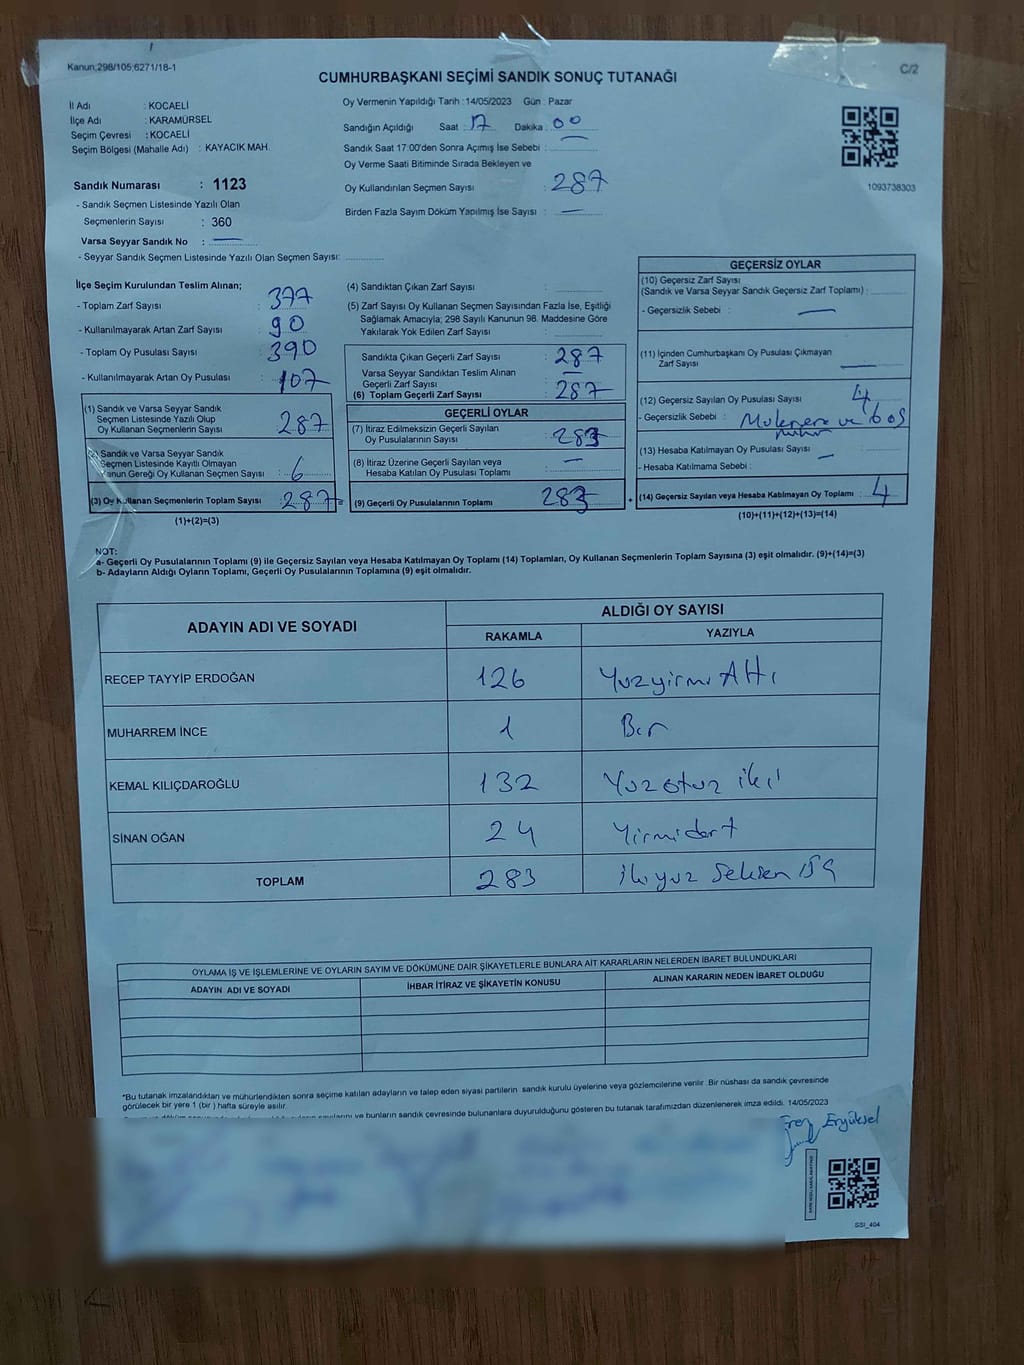 Kanun:298/105;6271/18-1
C/2
CUMHURBAŞKANI SEÇİMİ SANDIK SONUÇ TUTANAĞI
İl Adı : KOCAELİ
İlçe Adı : KARAMÜRSEL
Seçim Çevresi : KOCAELİ
Seçim Bölgesi (Mahalle Adı) : KAYACIK MAH.
Sandık Numarası : 1123
- Sandık Seçmen Listesinde Yazılı Olan
Seçmenlerin Sayısı : 360
Varsa Seyyar Sandık No : —
- Seyyar Sandık Seçmen Listesinde Yazılı Olan Seçmen Sayısı:
Oy Vermenin Yapıldığı Tarih : 14/05/2023 Gün : Pazar
Sandığın Açıldığı Saat : 17 Dakika : 00
Sandık Saat 17:00'den Sonra Açımış İse Sebebi : —
Oy Verme Saati Bitiminde Sırada Bekleyen ve
Oy Kullandırılan Seçmen Sayısı : 287
Birden Fazla Sayım Döküm Yapılmış İse Sayısı : —
1093738303
İlçe Seçim Kurulundan Teslim Alınan;
- Toplam Zarf Sayısı : 377
- Kullanılmayarak Artan Zarf Sayısı : 90
- Toplam Oy Pusulası Sayısı : 390
- Kullanılmayarak Artan Oy Pusulası : 107
(1) Sandık ve Varsa Seyyar Sandık
Seçmen Listesinde Yazılı Olup
Oy Kullanan Seçmenlerin Sayısı : 287
Sandık ve Varsa Seyyar Sandık
Seçmen Listesinde Kayıtlı Olmayan
Kanun Gereği Oy Kullanan Seçmen Sayısı : 6
(3) Oy Kullanan Seçmenlerin Toplam Sayısı : 287 =
(1)+(2)=(3)
(4) Sandıktan Çıkan Zarf Sayısı :
(5) Zarf Sayısı Oy Kullanan Seçmen Sayısından Fazla İse, Eşitliği
Sağlamak Amacıyla; 298 Sayılı Kanunun 98. Maddesine Göre
Yakılarak Yok Edilen Zarf Sayısı :
Sandıkta Çıkan Geçerli Zarf Sayısı : 287
Varsa Seyyar Sandıktan Teslim Alınan
Geçerli Zarf Sayısı : —
(6) Toplam Geçerli Zarf Sayısı : 287
GEÇERLİ OYLAR
(7) İtiraz Edilmeksizin Geçerli Sayılan
Oy Pusulalarının Sayısı : 283
(8) İtiraz Üzerine Geçerli Sayılan veya
Hesaba Katılan Oy Pusulası Toplamı : —
(9) Geçerli Oy Pusulalarının Toplamı : 283 +
GEÇERSİZ OYLAR
(10) Geçersiz Zarf Sayısı
(Sandık ve Varsa Seyyar Sandık Geçersiz Zarf Toplamı) :
- Geçersizlik Sebebi : —
(11) İçinden Cumhurbaşkanı Oy Pusulası Çıkmayan
Zarf Sayısı : —
(12) Geçersiz Sayılan Oy Pusulası Sayısı : 4
- Geçersizlik Sebebi : ve boş
(13) Hesaba Katılmayan Oy Pusulası Sayısı : —
- Hesaba Katılmama Sebebi :
(14) Geçersiz Sayılan veya Hesaba Katılmayan Oy Toplamı : 4
(10)+(11)+(12)+(13)=(14)
NOT:
a- Geçerli Oy Pusulalarının Toplamı (9) ile Geçersiz Sayılan veya Hesaba Katılmayan Oy Toplamı (14) Toplamları, Oy Kullanan Seçmenlerin Toplam Sayısına (3) eşit olmalıdır. (9)+(14)=(3)
b- Adayların Aldığı Oyların Toplamı, Geçerli Oy Pusulalarının Toplamına (9) eşit olmalıdır.
ADAYIN ADI VE SOYADI
ALDIĞI OY SAYISI
RAKAMLA YAZIYLA
RECEP TAYYİP ERDOĞAN 126 Yuzyirmi Altı
MUHARREM İNCE 1 Bir
KEMAL KILIÇDAROĞLU 132 Yuzotuz iki
SİNAN OĞAN 24 Yirmidört
TOPLAM 283 ikiyuz Seksen üç
OYLAMA İŞ VE İŞLEMLERİNE VE OYLARIN SAYIM VE DÖKÜMÜNE DAİR ŞİKAYETLERLE BUNLARA AİT KARARLARIN NELERDEN İBARET BULUNDUKLARI
ADAYIN ADI VE SOYADI İHBAR İTİRAZ VE ŞİKAYETİN KONUSU ALINAN KARARIN NEDEN İBARET OLDUĞU
*Bu tutanak imzalandıktan ve mühürlendikten sonra seçime katılan adayların ve talep eden siyasi partilerin sandık kurulu üyelerine veya gözlemcilerine verilir. Bir nüshası da sandık çevresinde
görülecek bir yere 1 (bir) hafta süreyle asılır.
sayılarını ve bunların sandık çevresinde bulunanlara duyurulduğunu gösteren bu tutanak tarafımızdan düzenlenerek imza edildi. 14/05/2023
Eren Eryüksel
SSI_404